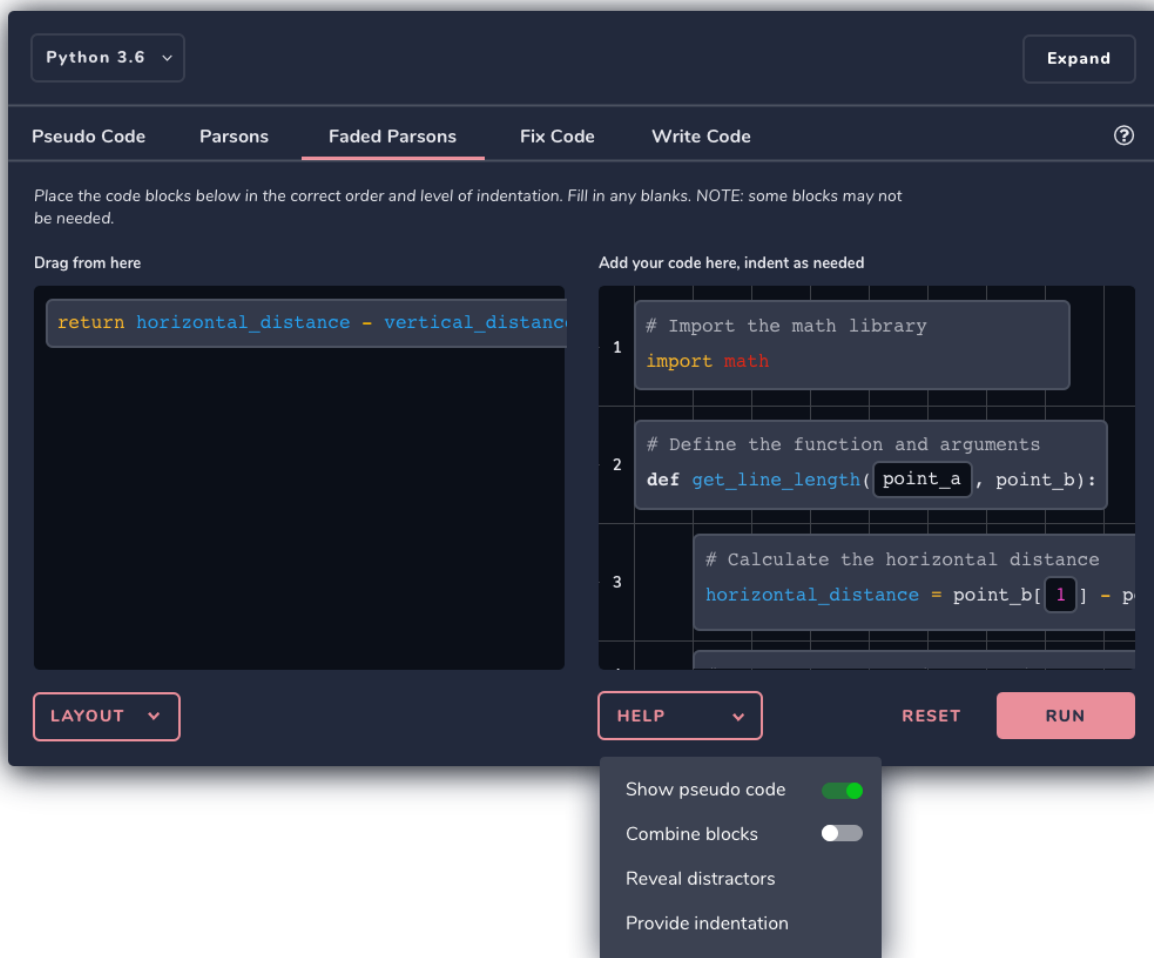 Python 3.6
Expand
Pseudo Code Parsons Faded Parsons Fix Code Write Code ?
Place the code blocks below in the correct order and level of indentation. Fill in any blanks. NOTE: some blocks may not
be needed.
Drag from here
Add your code here, indent as needed
return horizontal_distance - vertical_distance
1
# Import the math library
import math
2
# Define the function and arguments
def get_line_length( point_a , point_b):
3
# Calculate the horizontal distance
horizontal_distance = point_b[ 1 ] -
LAYOUT
HELP
RESET
RUN
Show pseudo code
Combine blocks
Reveal distractors
Provide indentation